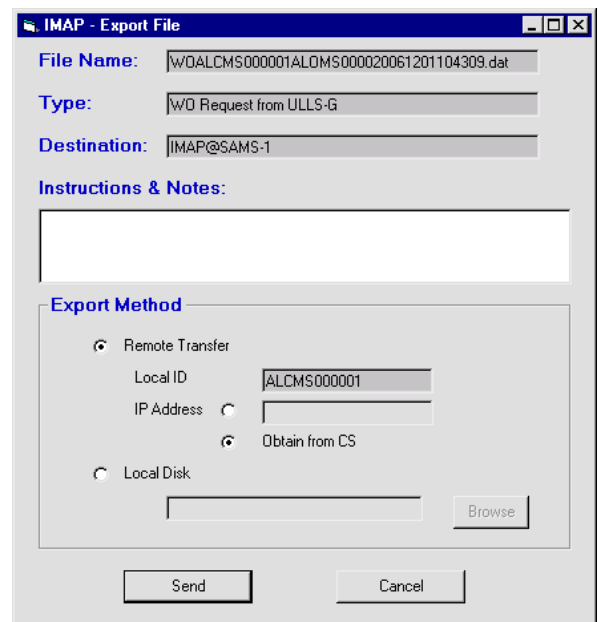 IMAP - Export File
File Name: WOALCMS000001ALOMS000020061201104309.dat
Type: WO Request from ULLS-G
Destination: IMAP@SAMS-1
Instructions & Notes:
Export Method
Remote Transfer
Local ID ALCMS000001
IP Address
Obtain from CS
Local Disk
Browse
Send Cancel